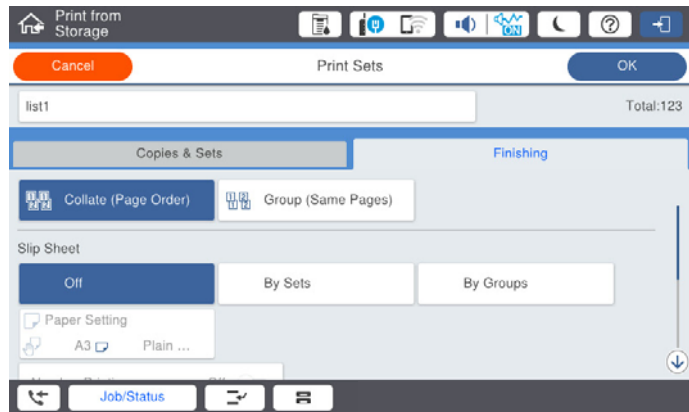 Print from
Storage
ON
Cancel
Print Sets
OK
list1
Total:123
Copies & Sets
Finishing
Collate (Page Order)
Group (Same Pages)
Slip Sheet
Off
By Sets
By Groups
Paper Setting
A3
Plain ...
Job/Status